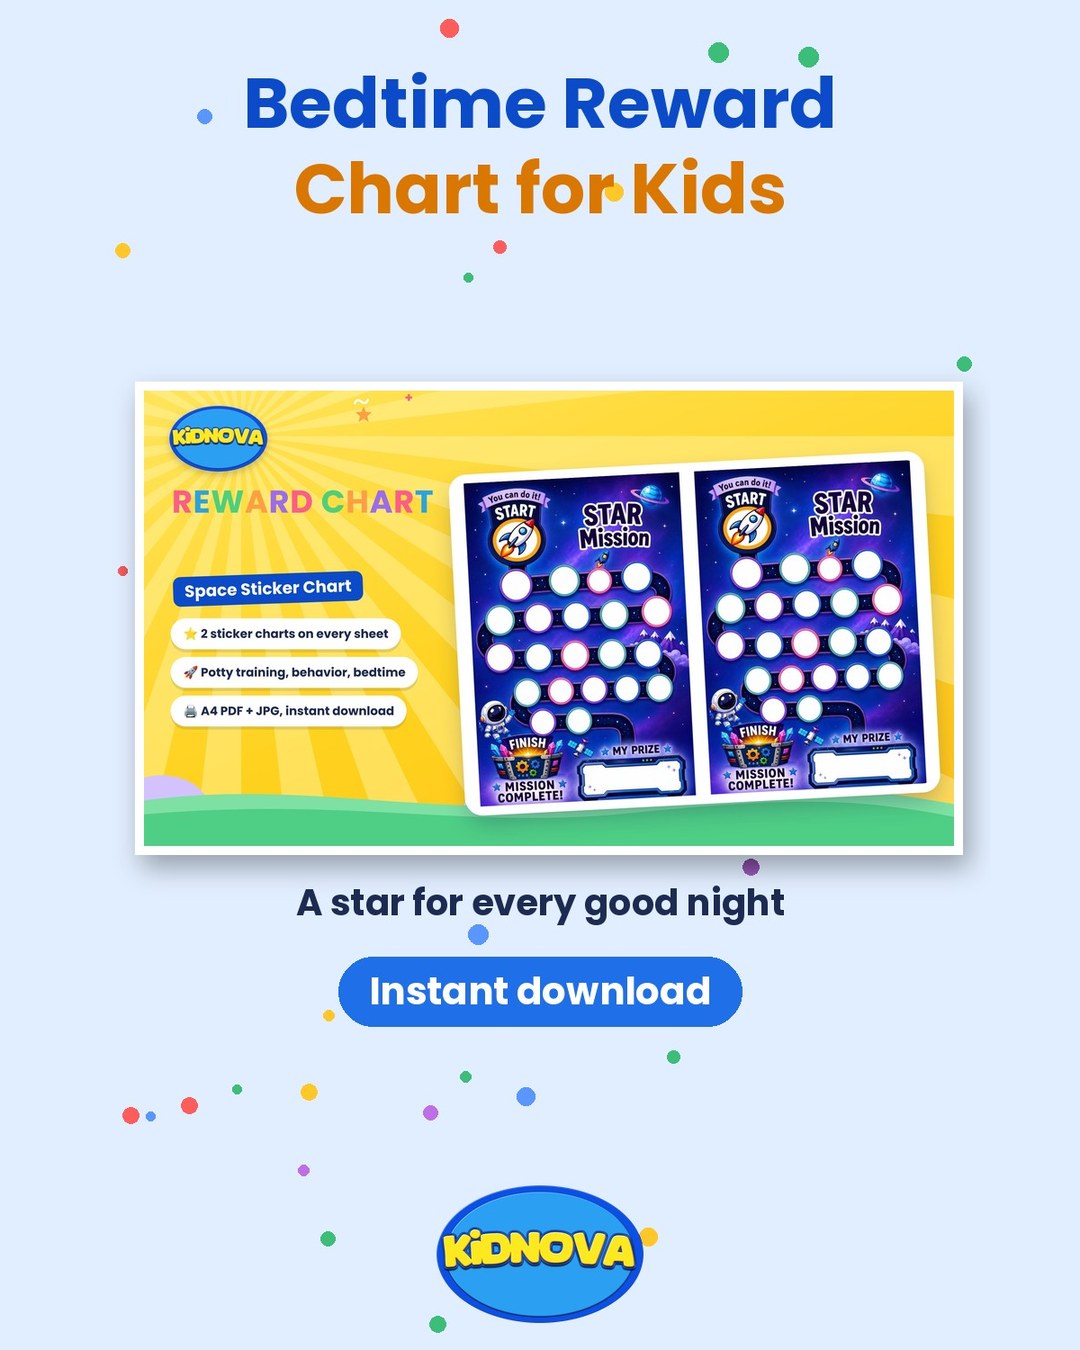 Bedtime Reward
Chart for Kids
KiDNOVA
REWARD CHART
Space Sticker Chart
2 sticker charts on every sheet
Potty training, behavior, bedtime
A4 PDF + JPG, instant download
You can do it!
START
STAR
Mission
FINISH
MISSION
COMPLETE!
MY PRIZE
You can do it!
START
STAR
Mission
FINISH
MISSION
COMPLETE!
MY PRIZE
A star for every good night
Instant download
KiDNOVA